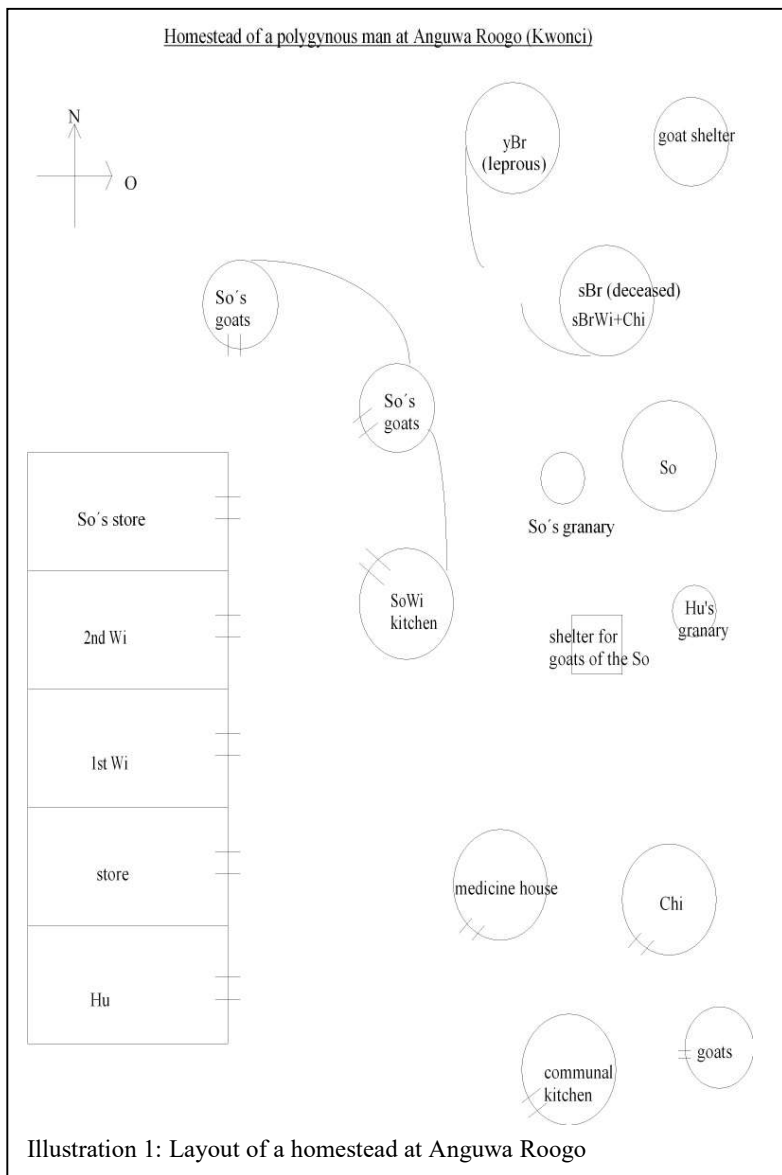 Homestead of a polygynous man at Anguwa Roogo (Kwonci)
N
O
yBr
(leprous)
goat shelter
So´s
goats
sBr (deceased)
sBrWi+Chi
So´s
goats
So
So´s granary
So´s store
SoWi
kitchen
Hu's
granary
shelter for
goats of the So
2nd Wi
1st Wi
store
medicine house
Chi
Hu
communal
kitchen
goats
Illustration 1: Layout of a homestead at Anguwa Roogo